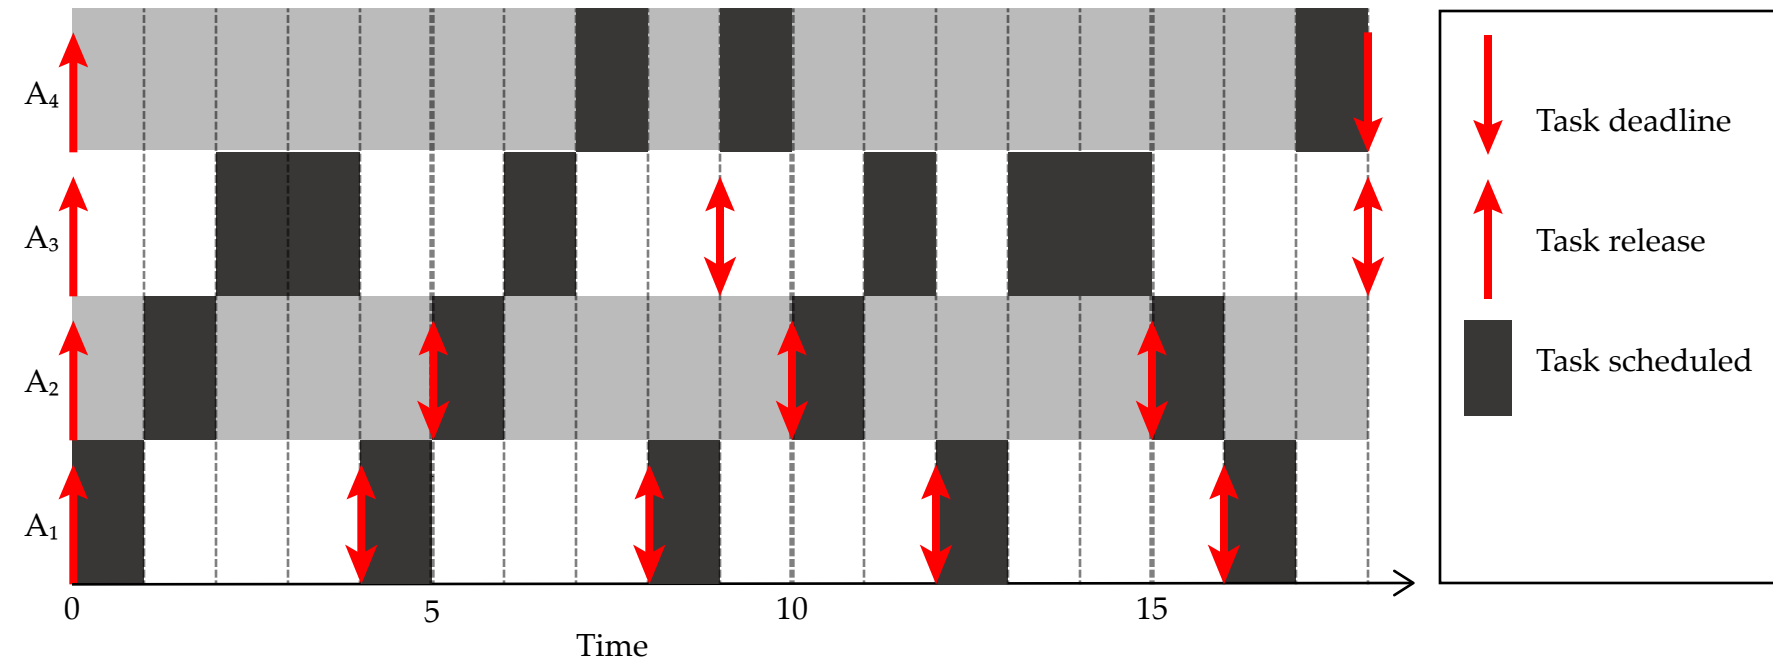 A₄
A₃
A₂
A₁
0 5 10 15
Time
Task deadline
Task release
Task scheduled